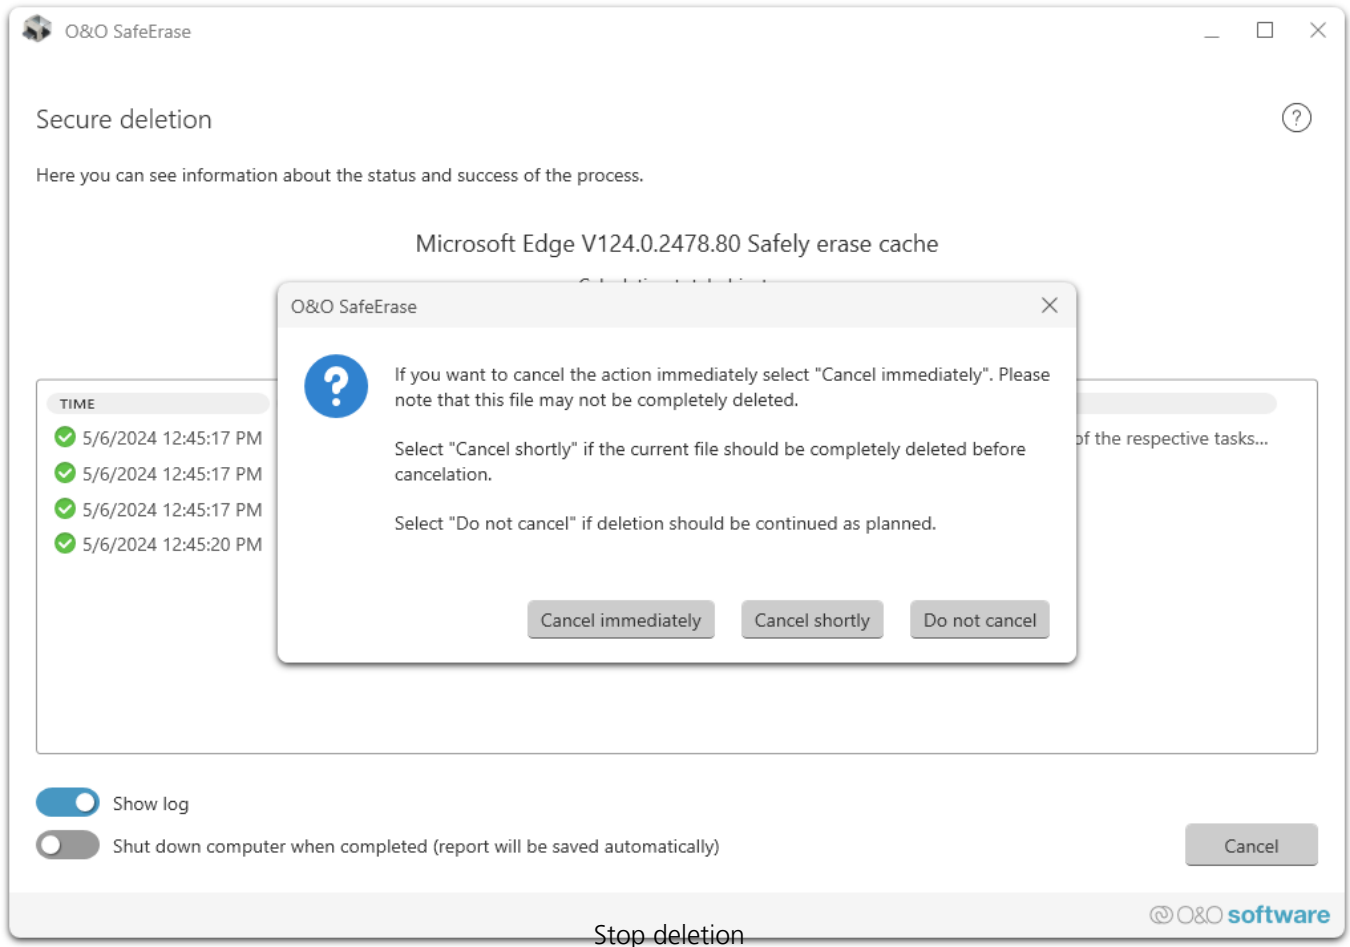 O&O SafeErase
Secure deletion
?
Here you can see information about the status and success of the process.
Microsoft Edge V124.0.2478.80 Safely erase cache
O&O SafeErase
If you want to cancel the action immediately select "Cancel immediately". Please
note that this file may not be completely deleted.
Select "Cancel shortly" if the current file should be completely deleted before
cancelation.
Select "Do not cancel" if deletion should be continued as planned.
Cancel immediately Cancel shortly Do not cancel
TIME
5/6/2024 12:45:17 PM of the respective tasks...
5/6/2024 12:45:17 PM
5/6/2024 12:45:17 PM
5/6/2024 12:45:20 PM
Show log
Shut down computer when completed (report will be saved automatically)
Cancel
O&O software
Stop deletion